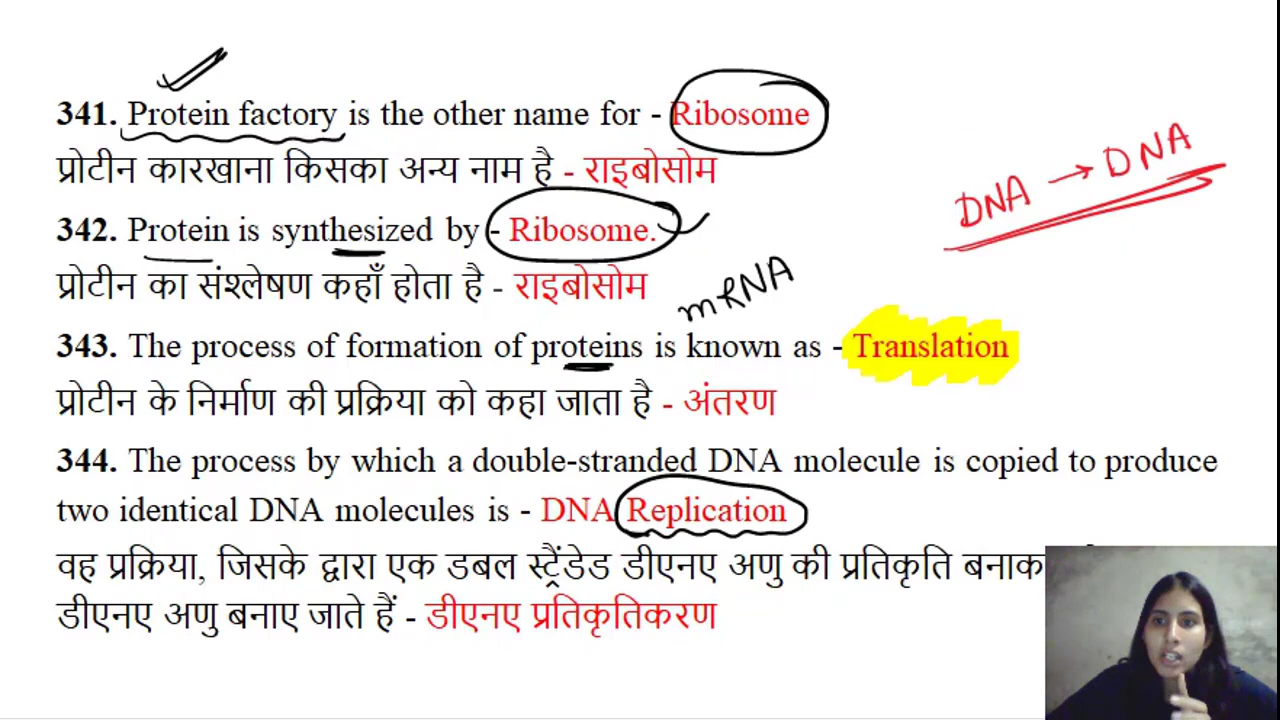 341. Protein factory is the other name for - Ribosome
प्रोटीन कारखाना किसका अन्य नाम है - राइबोसोम
DNA → DNA
342. Protein is synthesized by - Ribosome.
प्रोटीन का संश्लेषण कहाँ होता है - राइबोसोम
mRNA
343. The process of formation of proteins is known as - Translation
प्रोटीन के निर्माण की प्रक्रिया को कहा जाता है - अंतरण
344. The process by which a double-stranded DNA molecule is copied to produce
two identical DNA molecules is - DNA Replication
वह प्रक्रिया, जिसके द्वारा एक डबल स्ट्रैंडेड डीएनए अणु की प्रतिकृति
डीएनए अणु बनाए जाते हैं - डीएनए प्रतिकृतिकरण